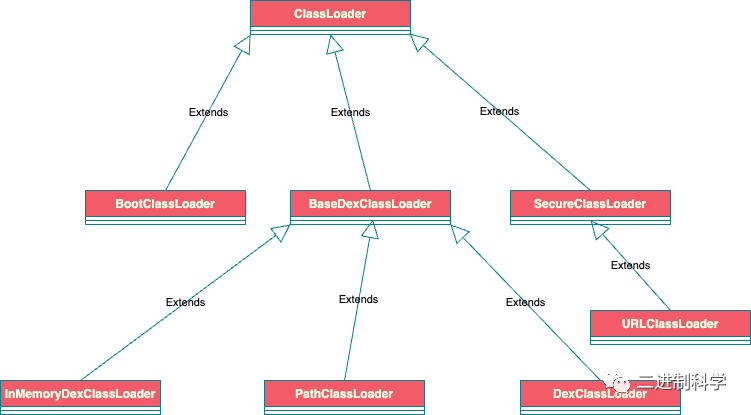 ClassLoader
Extends
Extends
Extends
BootClassLoader
BaseDexClassLoader
SecureClassLoader
Extends
Extends
Extends
Extends
URLClassLoader
InMemoryDexClassLoader
PathClassLoader
DexClassLoader
二进制科学